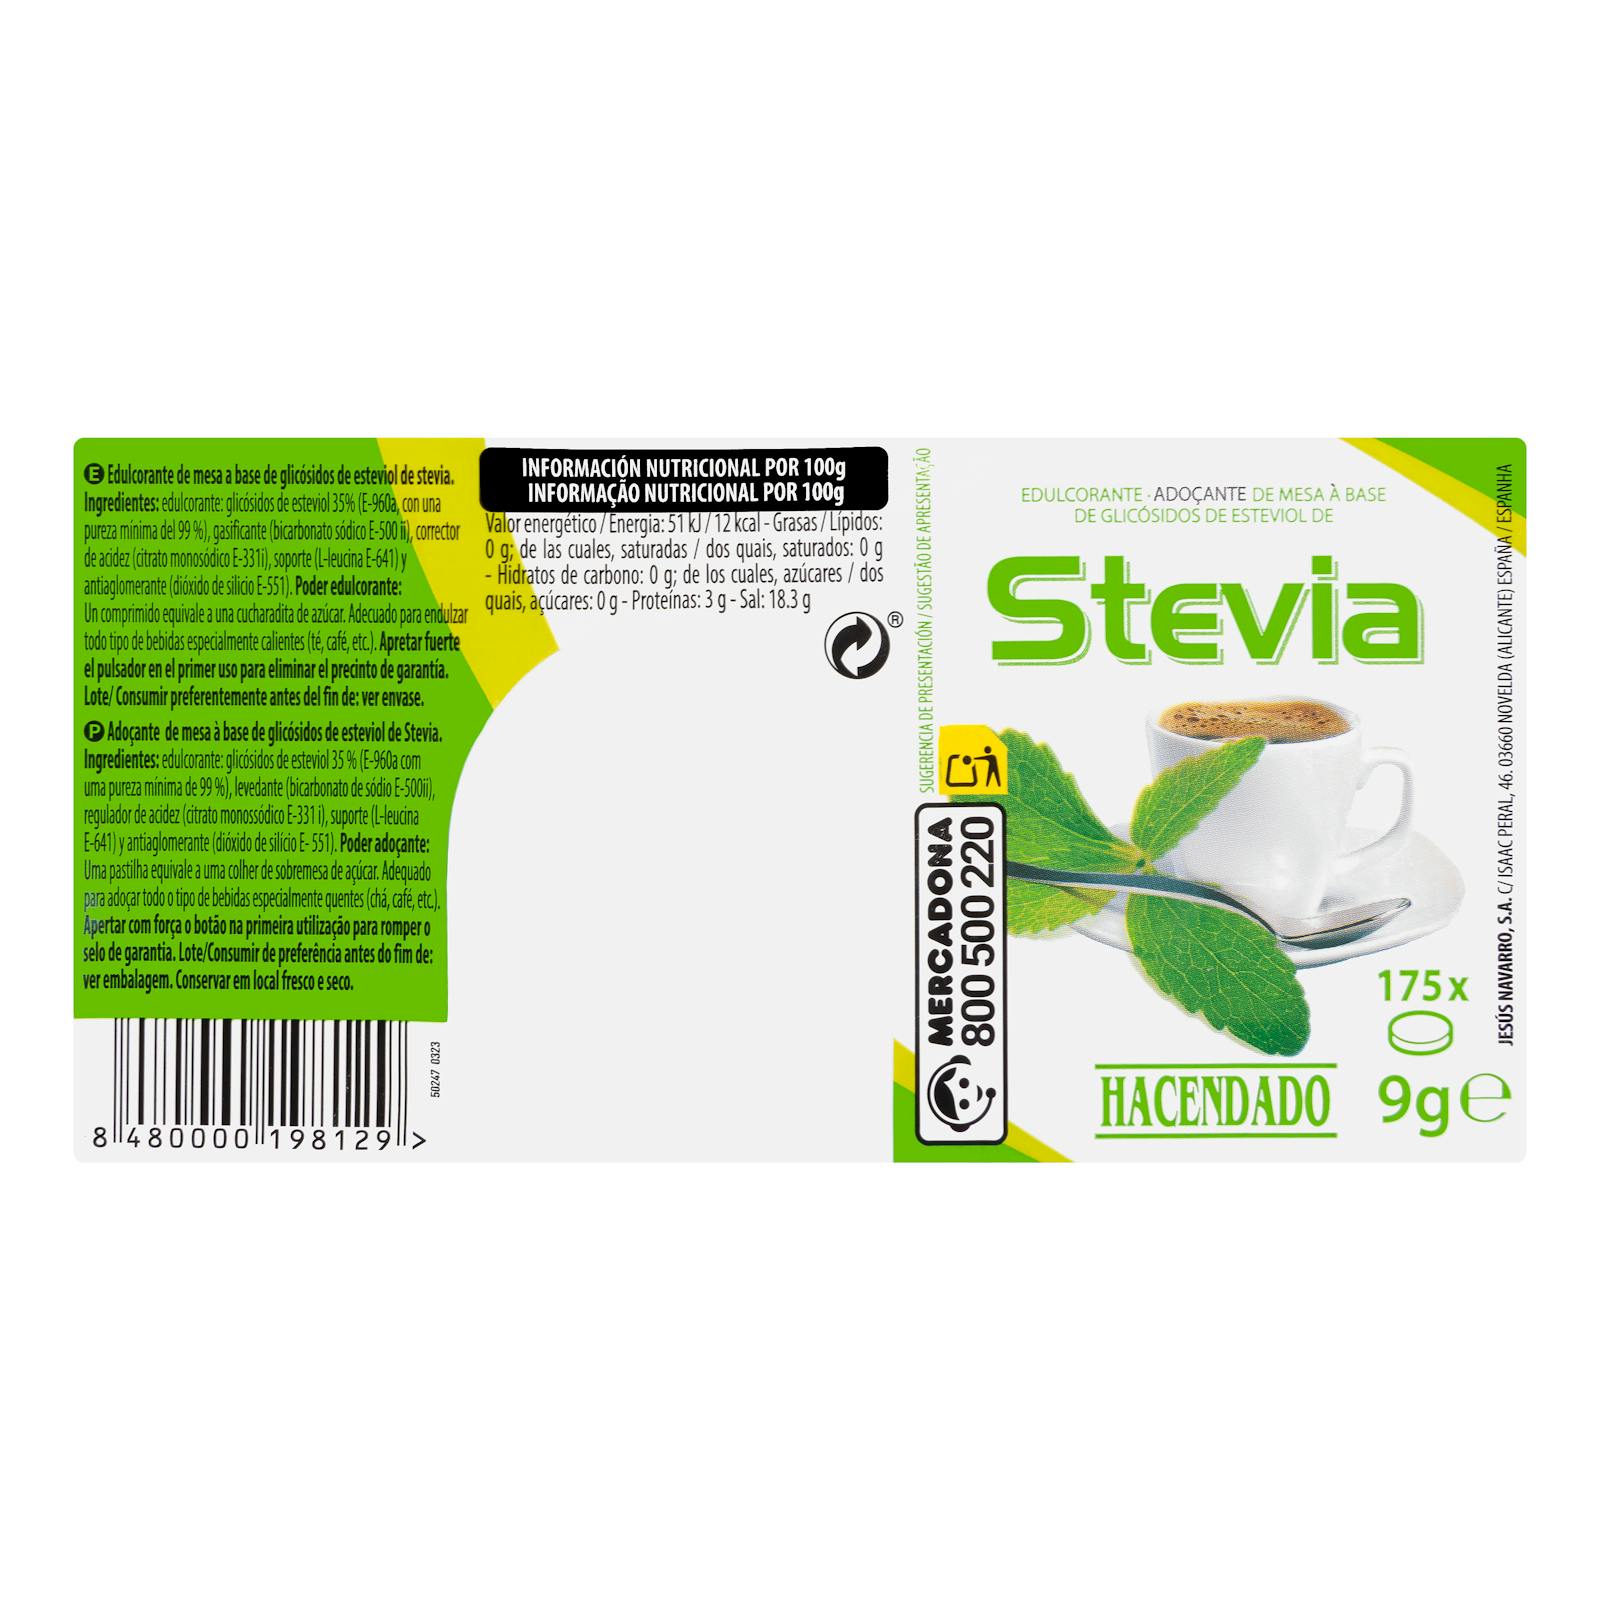 E Edulcorante de mesa a base de glicósidos de esteviol de stevia.
Ingredientes: edulcorante: glicósidos de esteviol 35% (E-960a, con una
pureza mínima del 99 %), gasificante (bicarbonato sódico E-500 ii), corrector
de acidez (citrato monosódico E-331i), soporte (L-leucina E-641) y
antiaglomerante (dióxido de silicio E-551). Poder edulcorante:
Un comprimido equivale a una cucharadita de azúcar. Adecuado para endulzar
todo tipo de bebidas especialmente calientes (té, café, etc.). Apretar fuerte
el pulsador en el primer uso para eliminar el precinto de garantía.
Lote/ Consumir preferentemente antes del fin de: ver envase.
P Adoçante de mesa à base de glicósidos de esteviol de Stevia.
Ingredientes: edulcorante: glicósidos de esteviol 35 % (E-960a com
uma pureza mínima de 99 %), levedante (bicarbonato de sódio E-500ii),
regulador de acidez (citrato monossódico E-331 i), suporte (L-leucina
E-641) y antiaglomerante (dióxido de silício E- 551). Poder adoçante:
Uma pastilha equivale a uma colher de sobremesa de açúcar. Adequado
para adoçar todo o tipo de bebidas especialmente quentes (chá, café, etc.).
Apertar com força o botão na primeira utilização para romper o
selo de garantia. Lote/Consumir de preferência antes do fim de:
ver embalagem. Conservar em local fresco e seco.
8 480000 198129 >
50247 0323
INFORMACIÓN NUTRICIONAL POR 100g
INFORMAÇÃO NUTRICIONAL POR 100g
Valor energético / Energia: 51 kJ / 12 kcal - Grasas / Lípidos:
0 g; de las cuales, saturadas / dos quais, saturados: 0 g
- Hidratos de carbono: 0 g; de los cuales, azúcares / dos
quais, açúcares: 0 g - Proteínas: 3 g - Sal: 18.3 g
®
SUGERENCIA DE PRESENTACIÓN / SUGESTÃO DE APRESENTAÇÃO
MERCADONA
800 500 220
EDULCORANTE · ADOÇANTE DE MESA À BASE
DE GLICÓSIDOS DE ESTEVIOL DE
Stevia
175 x
HACENDADO
9g e
JESÚS NAVARRO, S.A. C/ ISAAC PERAL, 46. 03660 NOVELDA (ALICANTE) ESPAÑA / ESPANHA